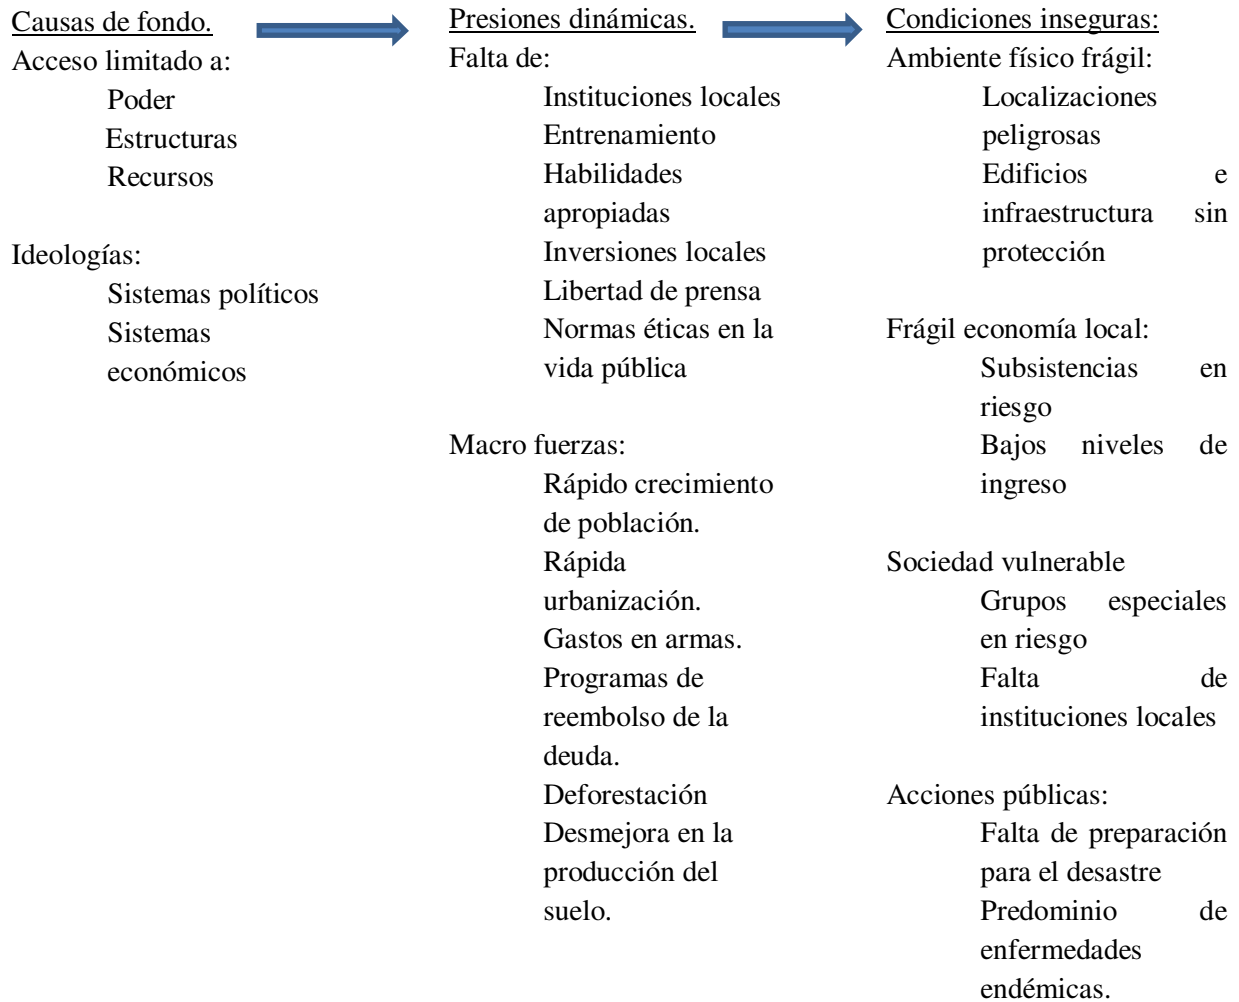 Causas de fondo.
Acceso limitado a:
Poder
Estructuras
Recursos
Ideologías:
Sistemas políticos
Sistemas
económicos
Presiones dinámicas.
Falta de:
Instituciones locales
Entrenamiento
Habilidades
apropiadas
Inversiones locales
Libertad de prensa
Normas éticas en la
vida pública
Macro fuerzas:
Rápido crecimiento
de población.
Rápida
urbanización.
Gastos en armas.
Programas de
reembolso de la
deuda.
Deforestación
Desmejora en la
producción del
suelo.
Condiciones inseguras:
Ambiente físico frágil:
Localizaciones
peligrosas
Edificios e
infraestructura sin
protección
Frágil economía local:
Subsistencias en
riesgo
Bajos niveles de
ingreso
Sociedad vulnerable
Grupos especiales
en riesgo
Falta de
instituciones locales
Acciones públicas:
Falta de preparación
para el desastre
Predominio de
enfermedades
endémicas.